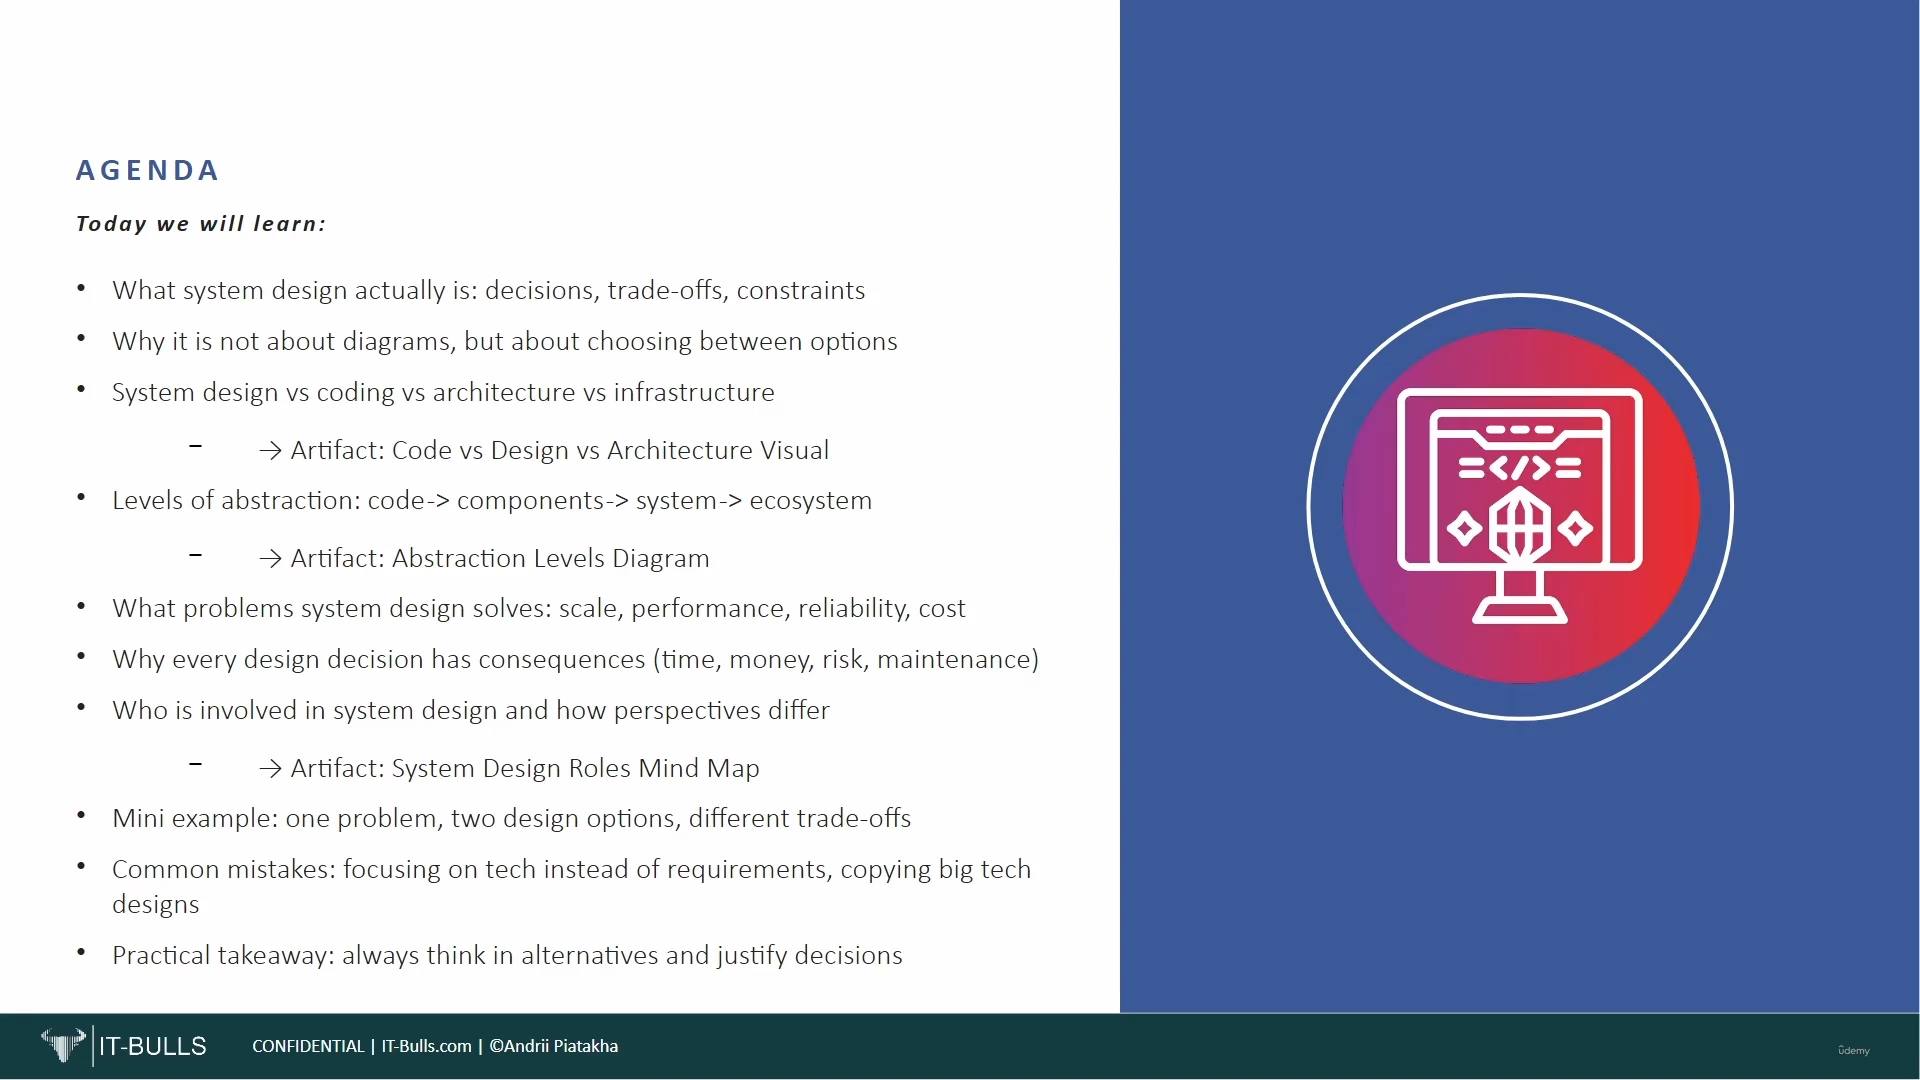 AGENDA
Today we will learn:
• What system design actually is: decisions, trade-offs, constraints
• Why it is not about diagrams, but about choosing between options
• System design vs coding vs architecture vs infrastructure
– → Artifact: Code vs Design vs Architecture Visual
• Levels of abstraction: code-> components-> system-> ecosystem
– → Artifact: Abstraction Levels Diagram
• What problems system design solves: scale, performance, reliability, cost
• Why every design decision has consequences (time, money, risk, maintenance)
• Who is involved in system design and how perspectives differ
– → Artifact: System Design Roles Mind Map
• Mini example: one problem, two design options, different trade-offs
• Common mistakes: focusing on tech instead of requirements, copying big tech
designs
• Practical takeaway: always think in alternatives and justify decisions
IT-BULLS
CONFIDENTIAL | IT-Bulls.com | ©Andrii Piatakha
udemy